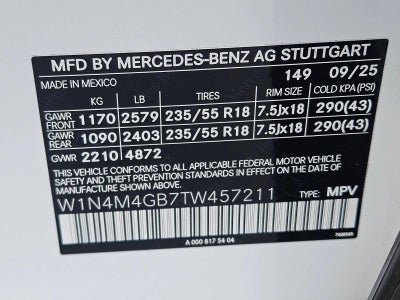 MFD BY MERCEDES-BENZ AG STUTTGART
149 09/25
MADE IN MEXICO
KG LB TIRES RIM SIZE COLD KPA (PSI)
GAWR FRONT 1170 2579 235/55 R18 7.5Jx18 290(43)
GAWR REAR 1090 2403 235/55 R18 7.5Jx18 290(43)
GVWR 2210 4872
THIS VEHICLE CONFORMS TO ALL APPLICABLE FEDERAL MOTOR VEHICLE
SAFETY STANDARDS IN EFFECT ON THE DATE OF MANUFACTURE SHOWN ABOVE.
W1N4M4GB7TW457211 TYPE: MPV
A 000 817 54 04